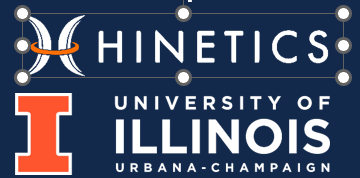 HINETICS
I
UNIVERSITY OF
ILLINOIS
URBANA-CHAMPAIGN